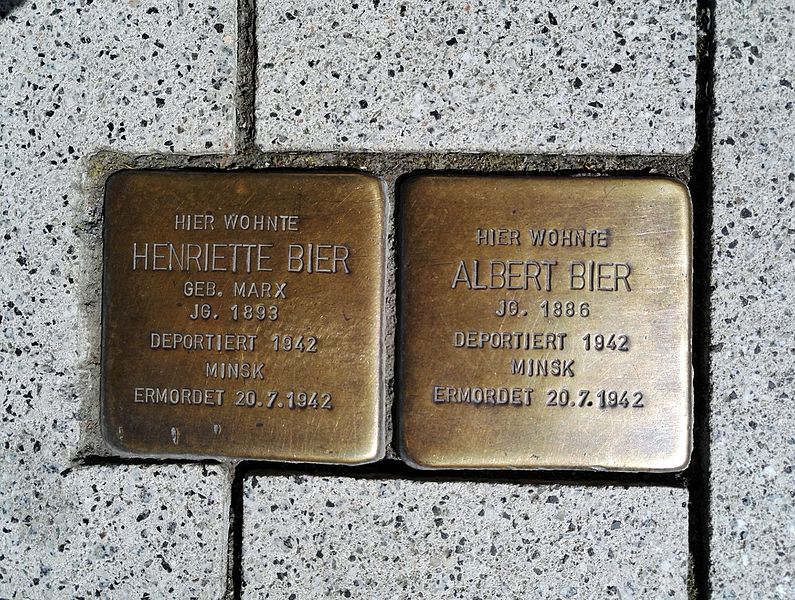 HIER WOHNTE
HENRIETTE BIER
GEB. MARX
JG. 1893
DEPORTIERT 1942
MINSK
ERMORDET 20.7.1942
HIER WOHNTE
ALBERT BIER
JG. 1886
DEPORTIERT 1942
MINSK
ERMORDET 20.7.1942